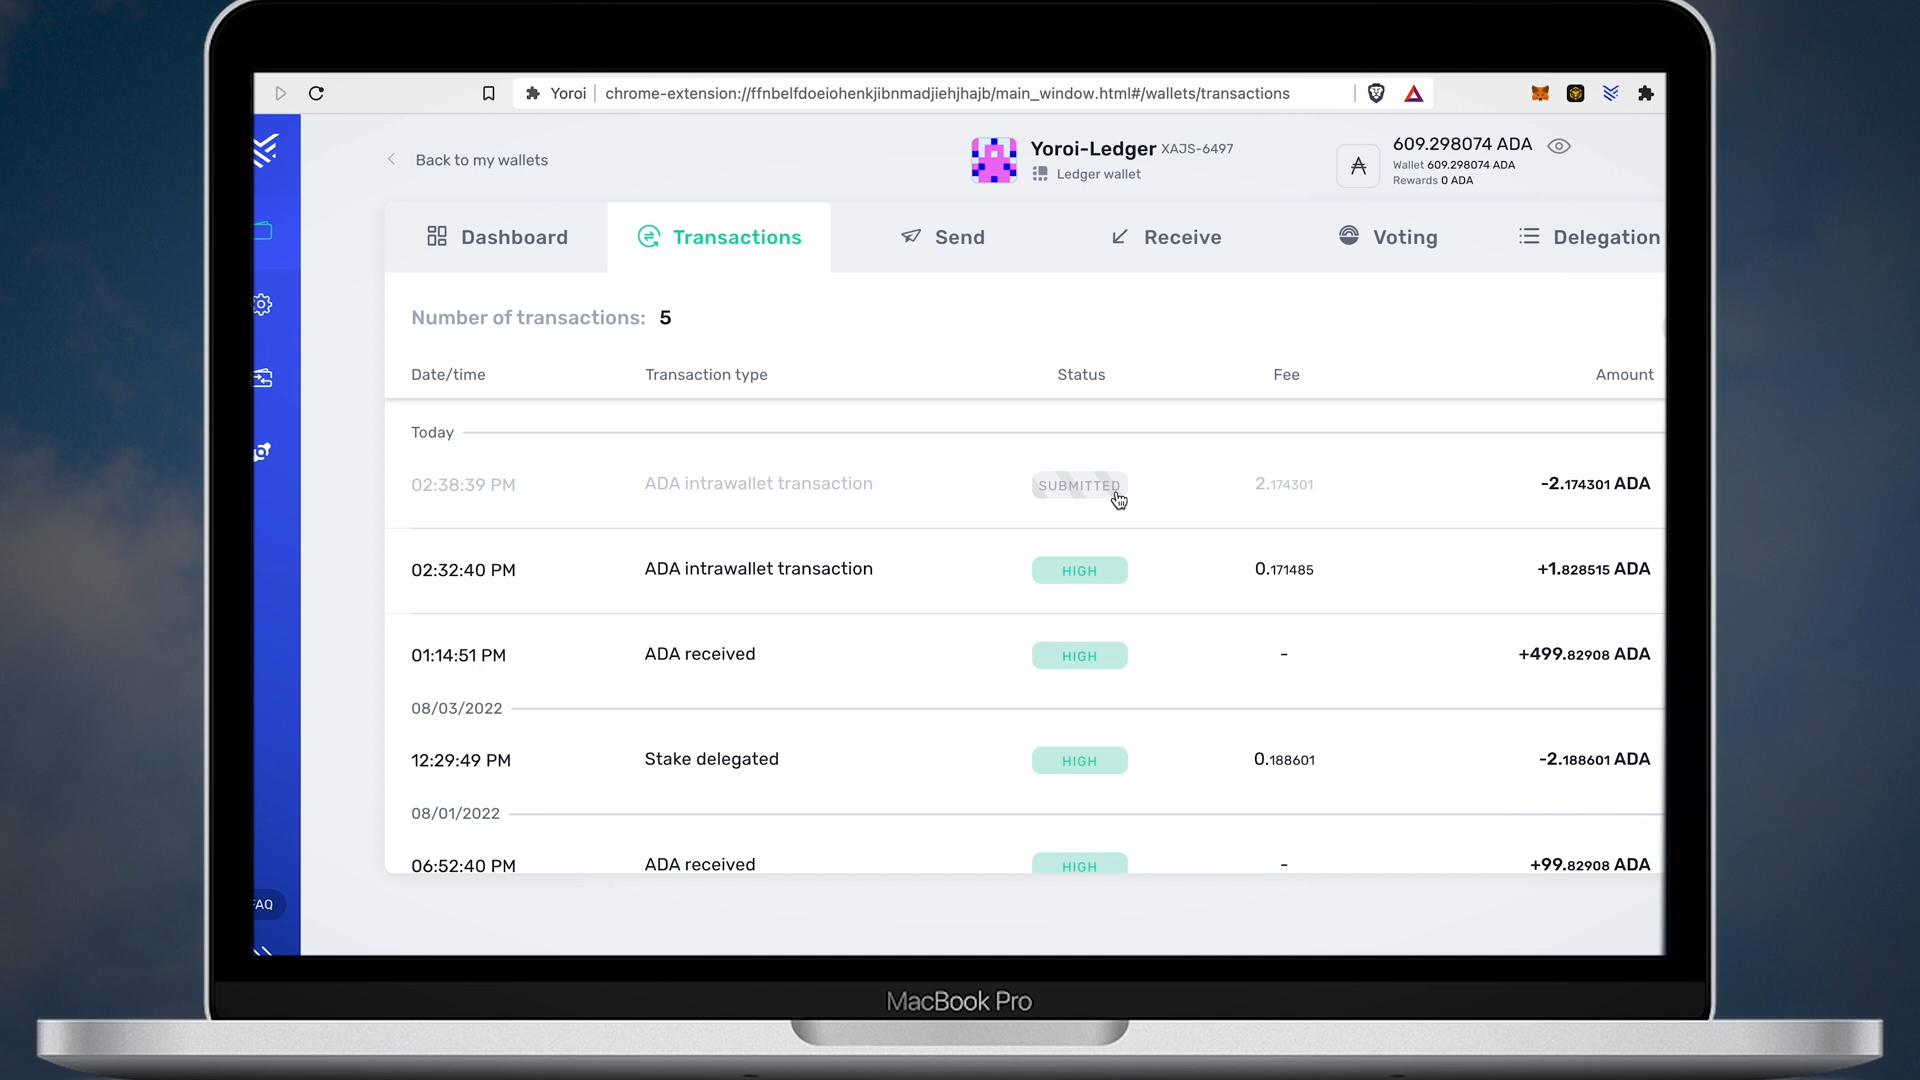 Yoroi
chrome-extension://ffnbelfdoeiohenkjibnmadjiehjhajb/main_window.html#/wallets/transactions
Back to my wallets
Yoroi-Ledger XAJS-6497
Ledger wallet
609.298074 ADA
Wallet 609.298074 ADA
Rewards 0 ADA
Dashboard Transactions Send Receive Voting Delegation
Number of transactions: 5
Date/time Transaction type Status Fee Amount
Today
02:38:39 PM ADA intrawallet transaction SUBMITTED 2.174301 -2.174301 ADA
02:32:40 PM ADA intrawallet transaction HIGH 0.171485 +1.828515 ADA
01:14:51 PM ADA received HIGH - +499.82908 ADA
08/03/2022
12:29:49 PM Stake delegated HIGH 0.188601 -2.188601 ADA
08/01/2022
06:52:40 PM ADA received HIGH - +99.82908 ADA
FAQ
MacBook Pro